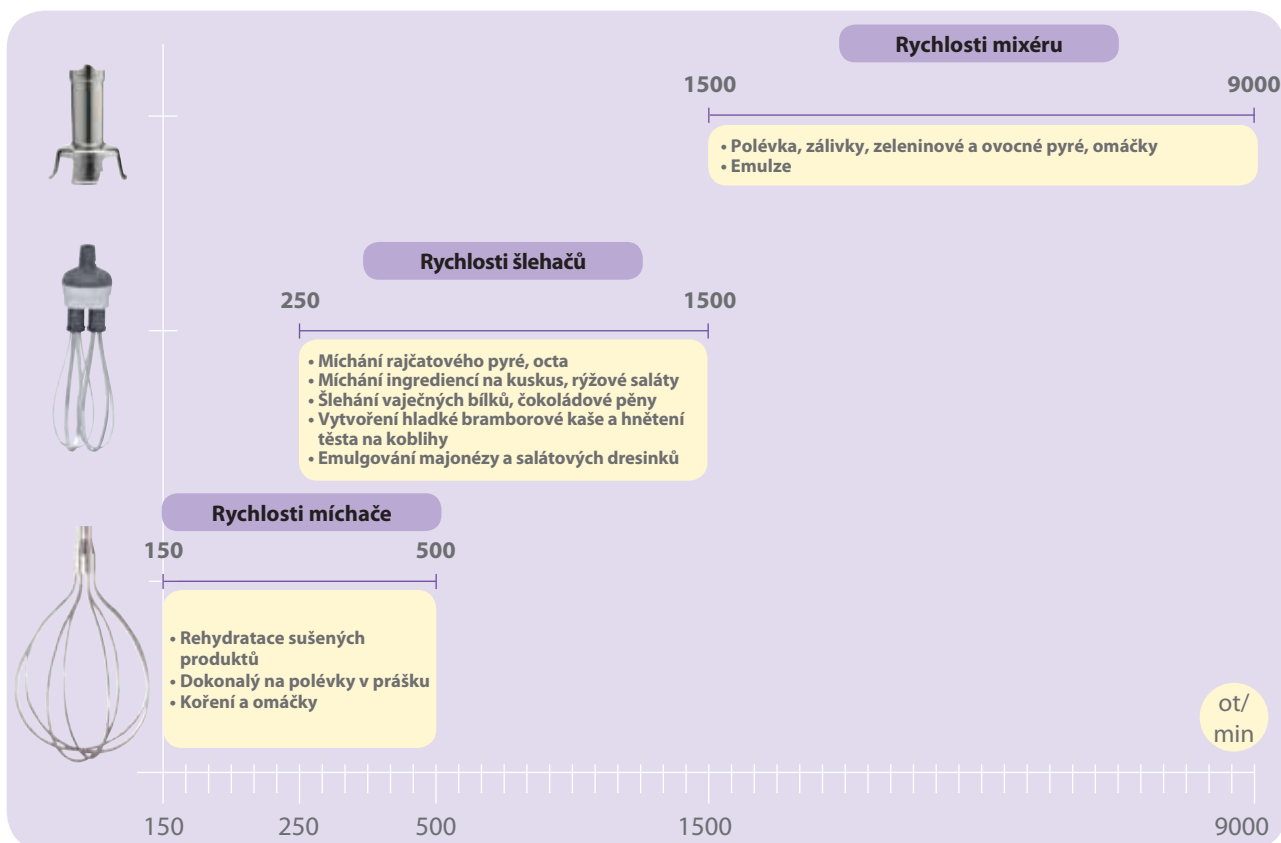 Rychlosti mixéru
1500 9000
• Polévka, zálivky, zeleninové a ovocné pyré, omáčky
• Emulze
Rychlosti šlehačů
250 1500
• Míchání rajčatového pyré, octa
• Míchání ingrediencí na kuskus, rýžové saláty
• Šlehání vaječných bílků, čokoládové pěny
• Vytvoření hladké bramborové kaše a hnětení
těsta na koblihy
• Emulgování majonézy a salátových dresinků
Rychlosti míchače
150 500
• Rehydratace sušených
produktů
• Dokonalý na polévky v prášku
• Koření a omáčky
ot/
min
150 250 500 1500 9000